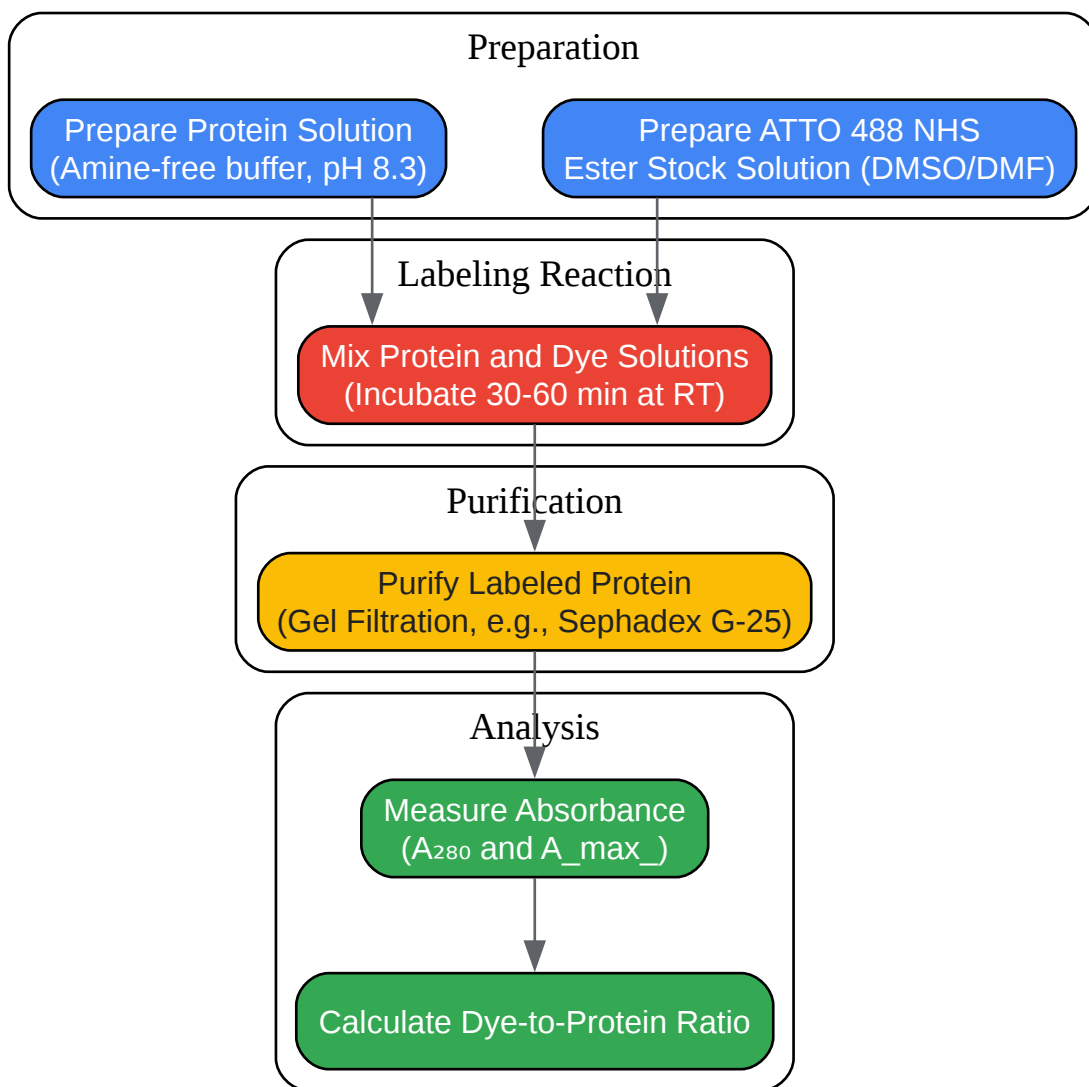 Preparation
Prepare Protein Solution
(Amine-free buffer, pH 8.3)
Prepare ATTO 488 NHS
Ester Stock Solution (DMSO/DMF)
Labeling Reaction
Mix Protein and Dye Solutions
(Incubate 30-60 min at RT)
Purification
Purify Labeled Protein
(Gel Filtration, e.g., Sephadex G-25)
Analysis
Measure Absorbance
(A₂₈₀ and A_max_)
Calculate Dye-to-Protein Ratio